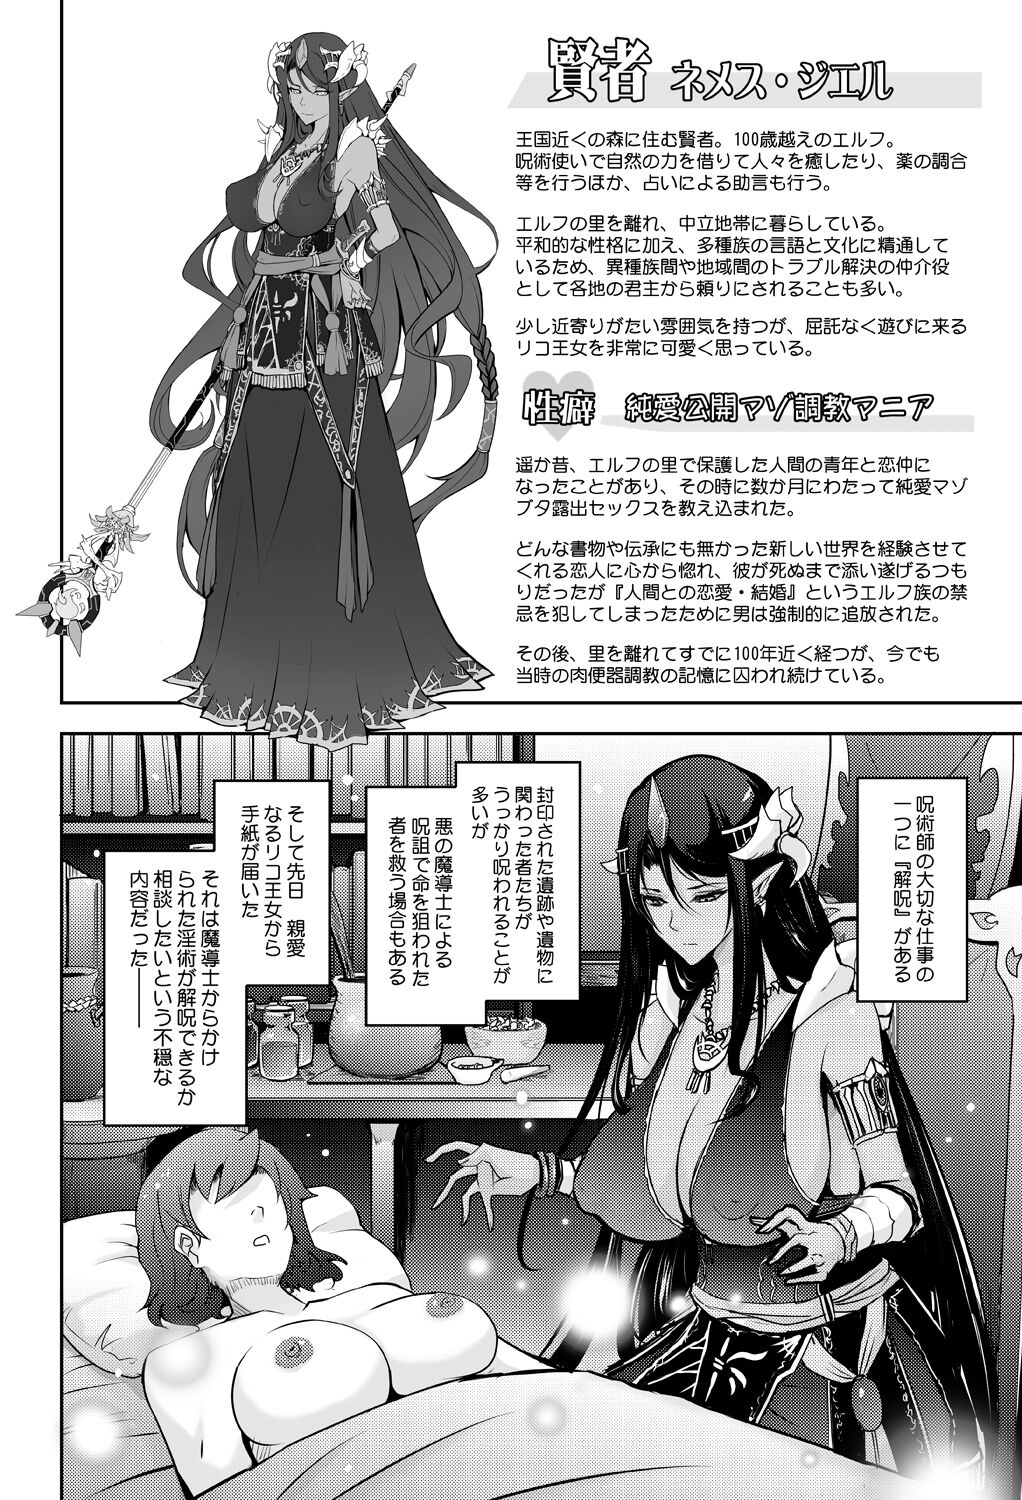 賢者 ネメス・ジエル
王国近くの森に住む賢者。100歳越えのエルフ。
呪術使いで自然の力を借りて人々を癒したり、薬の調合
等を行うほか、占いによる助言も行う。
エルフの里を離れ、中立地帯に暮らしている。
平和的な性格に加え、多種族の言語と文化に精通して
いるため、異種族間や地域間のトラブル解決の仲介役
として各地の君主から頼りにされることも多い。
少し近寄りがたい雰囲気を持つが、屈託なく遊びに来る
リコ王女を非常に可愛く思っている。
性癖 純愛公開マゾ調教マニア
遥か昔、エルフの里で保護した人間の青年と恋仲に
なったことがあり、その時に数か月にわたって純愛マゾ
ブタ露出セックスを教え込まれた。
どんな書物や伝承にも無かった新しい世界を経験させて
くれる恋人に心から惚れ、彼が死ぬまで添い遂げるつも
りだったが『人間との恋愛・結婚』というエルフ族の禁
忌を犯してしまったために男は強制的に追放された。
その後、里を離れてすでに100年近く経つが、今でも
当時の肉便器調教の記憶に囚われ続けている。
呪術師の大切な仕事の
一つに『解呪』がある
封印された遺跡や遺物に
関わった者たちが
うっかり呪われることが
多いが
悪の魔導士による
呪詛で命を狙われた
者を救う場合もある
そして先日 親愛
なるリコ王女から
手紙が届いた
それは魔導士からかけ
られた淫術が解呪できるか
相談したいという不穏な
内容だった――